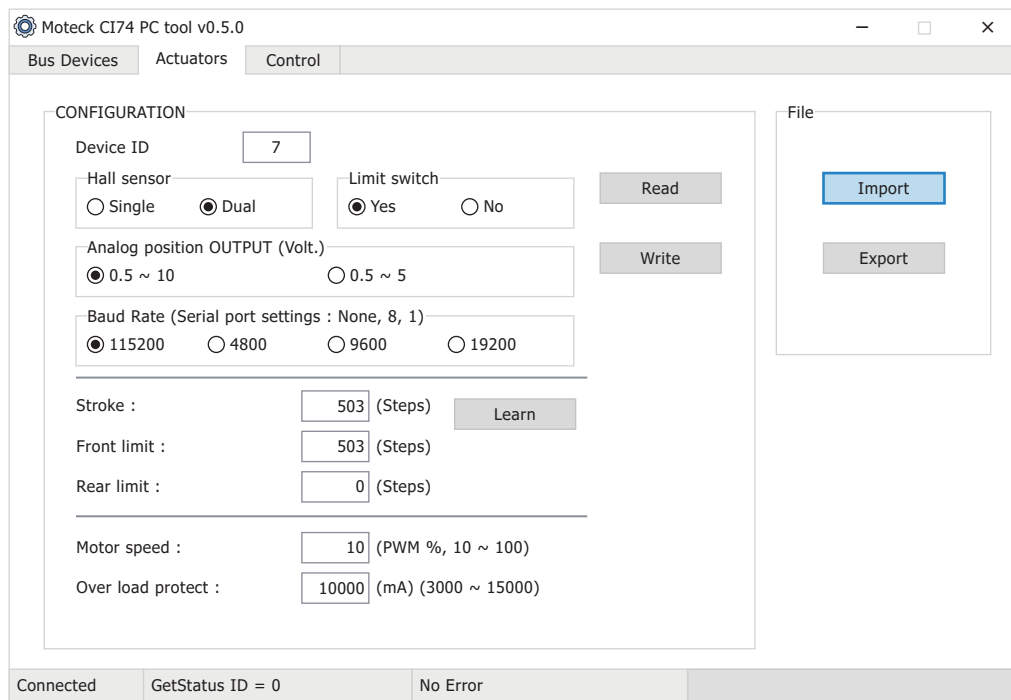 Moteck CI74 PC tool v0.5.0
Bus Devices Actuators Control
CONFIGURATION
Device ID 7
Hall sensor
Single Dual
Limit switch
Yes No
Read
Analog position OUTPUT (Volt.)
0.5 ~ 10 0.5 ~ 5
Write
Baud Rate (Serial port settings : None, 8, 1)
115200 4800 9600 19200
Stroke : 503 (Steps) Learn
Front limit : 503 (Steps)
Rear limit : 0 (Steps)
Motor speed : 10 (PWM %, 10 ~ 100)
Over load protect : 10000 (mA) (3000 ~ 15000)
File
Import
Export
Connected GetStatus ID = 0 No Error